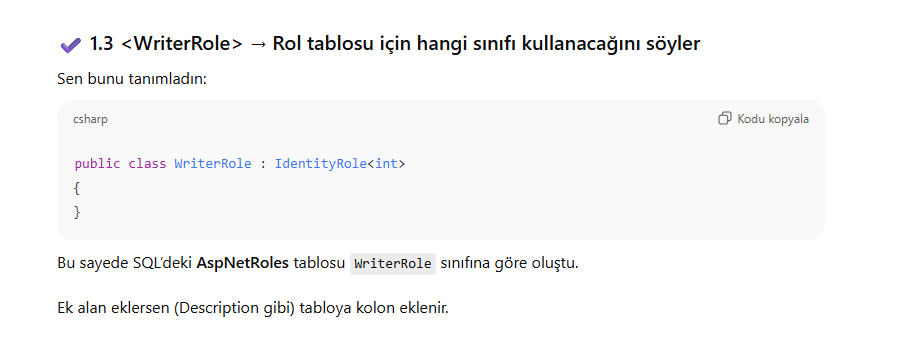 1.3 <WriterRole> → Rol tablosu için hangi sınıfı kullanacağını söyler
Sen bunu tanımladın:
csharp
Kodu kopyala
public class WriterRole : IdentityRole<int>
{
}
Bu sayede SQL'deki AspNetRoles tablosu WriterRole sınıfına göre oluştu.
Ek alan eklersen (Description gibi) tabloya kolon eklenir.